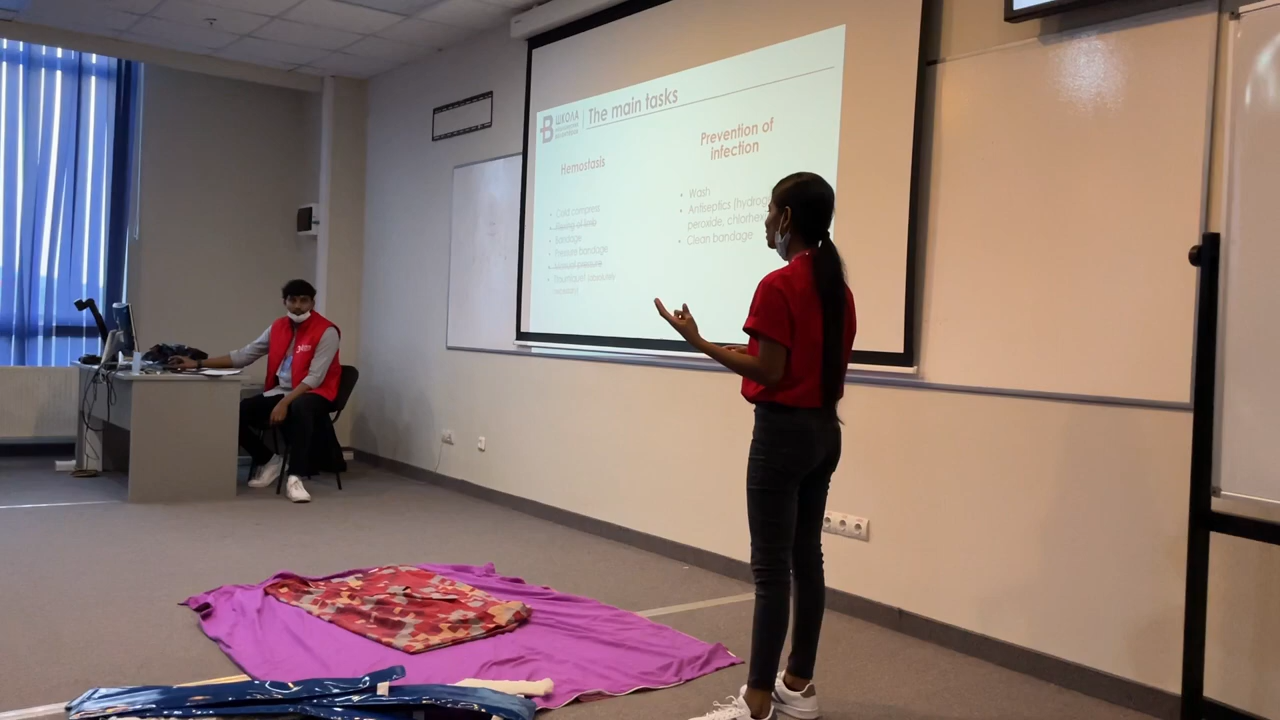 ШКОЛА
The main tasks
Hemostasis
Prevention of
infection
• Cold compress
• Bandage
• Pressure bandage
• Wash
• Antiseptics (hydrog
peroxide, chlorhex
• Clean bandage